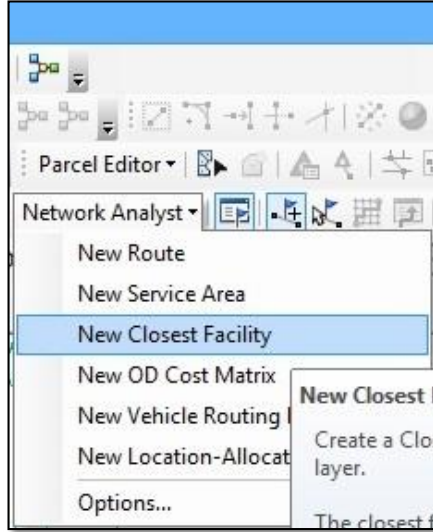 Parcel Editor
Network Analyst
New Route
New Service Area
New Closest Facility
New OD Cost Matrix
New Closest
New Vehicle Routing
Create a
New Location-Allocat
layer.
Options...
The closest